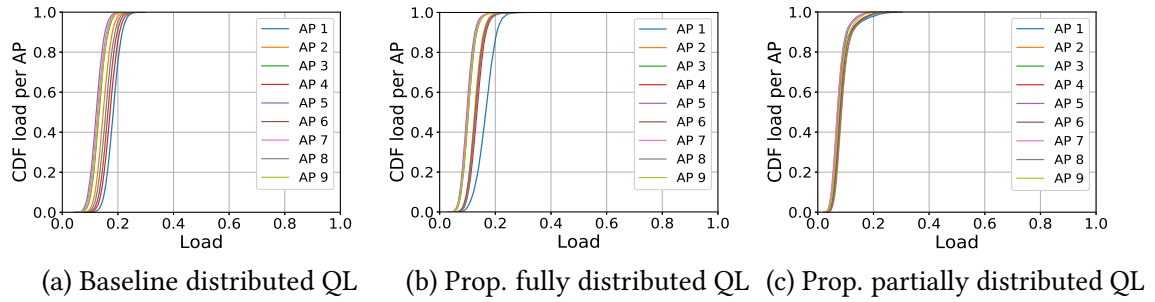 CDF load per AP
1.0
0.8
0.6
0.4
0.2
0.0
0.0 0.2 0.4 0.6 0.8 1.0
Load
AP 1
AP 2
AP 3
AP 4
AP 5
AP 6
AP 7
AP 8
AP 9
(a) Baseline distributed QL
CDF load per AP
1.0
0.8
0.6
0.4
0.2
0.0
0.0 0.2 0.4 0.6 0.8 1.0
Load
AP 1
AP 2
AP 3
AP 4
AP 5
AP 6
AP 7
AP 8
AP 9
(b) Prop. fully distributed QL
CDF load per AP
1.0
0.8
0.6
0.4
0.2
0.0
0.0 0.2 0.4 0.6 0.8 1.0
Load
AP 1
AP 2
AP 3
AP 4
AP 5
AP 6
AP 7
AP 8
AP 9
(c) Prop. partially distributed QL